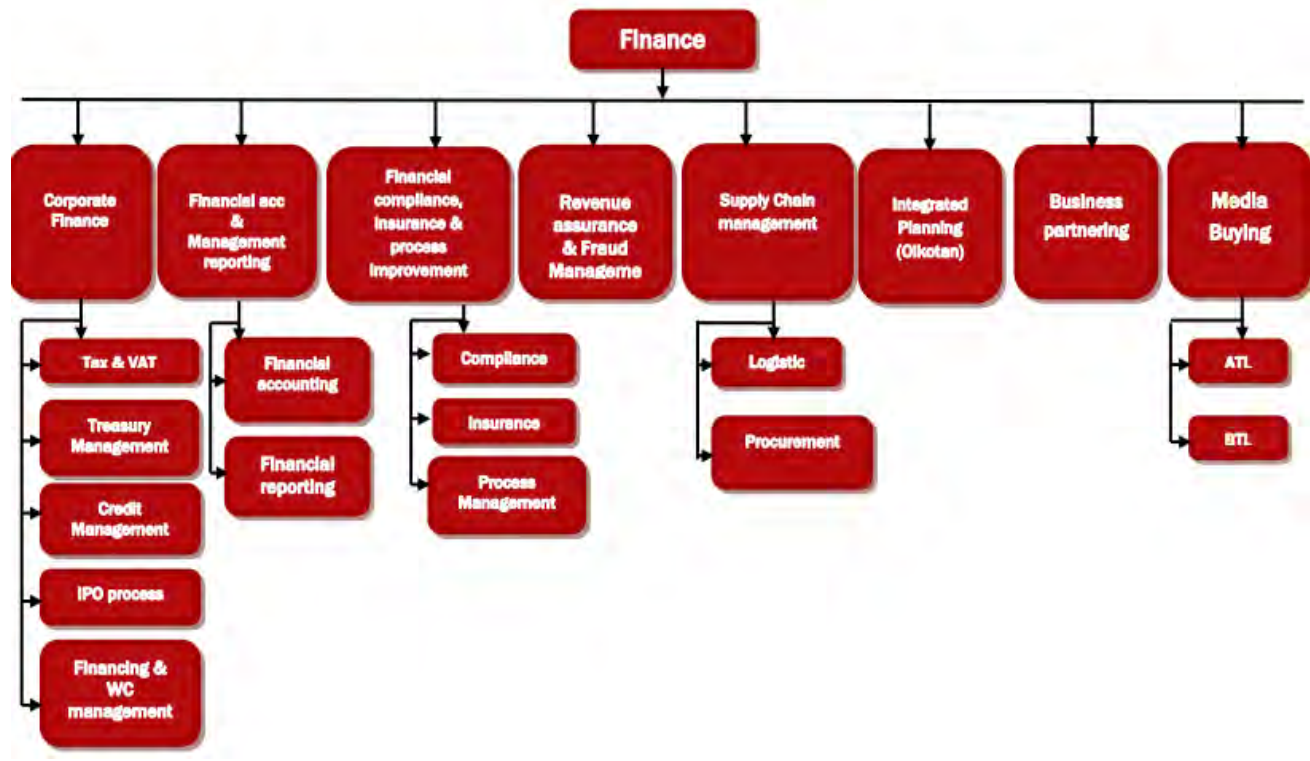 Finance
Corporate
Finance
Financial acc
&
Management
reporting
Financial
compliance,
insurance &
process
improvement
Revenue
assurance
& Fraud
Manageme
Supply Chain
management
Integrated
Planning
(Oikotan)
Business
partnering
Media
Buying
Tax & VAT
Treasury
Management
Credit
Management
IPO process
Financing &
WC
management
Financial
accounting
Financial
reporting
Compliance
Insurance
Process
Management
Logistic
Procurement
ATL
BTL